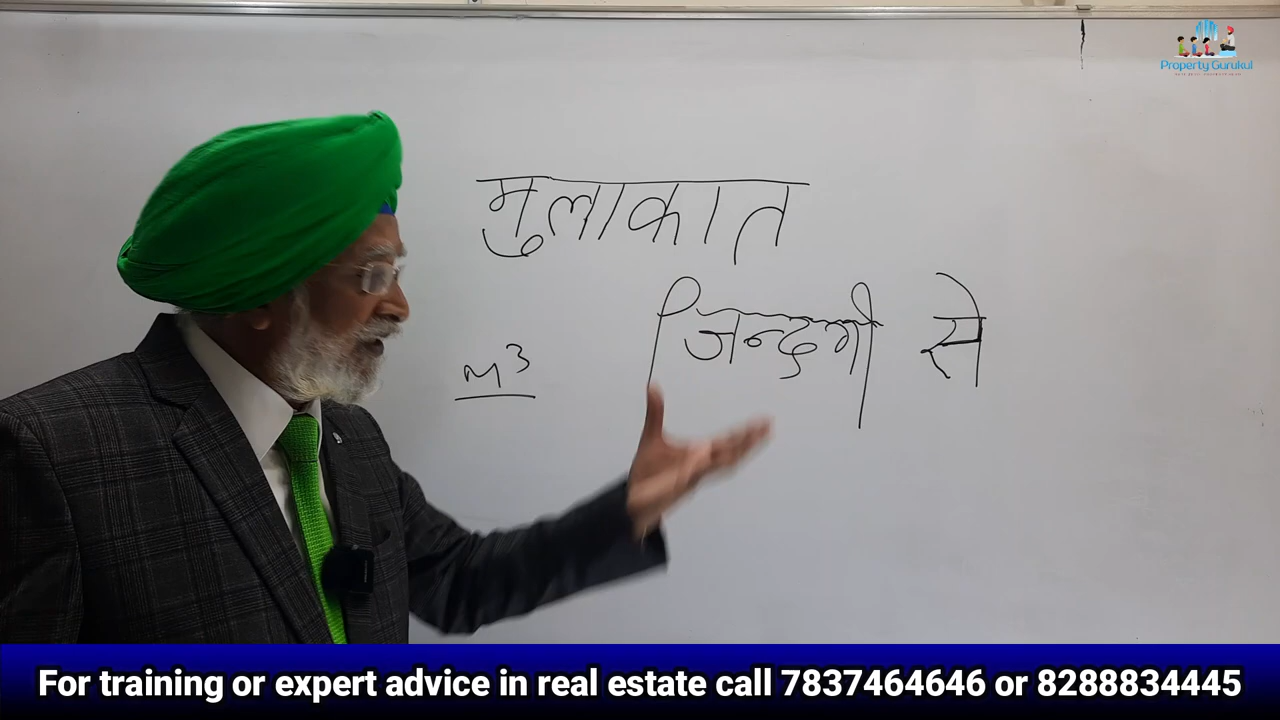 Property Gurukul
मुलाकात
जिन्दगी से
M³
For training or expert advice in real estate call 7837464646 or 8288834445